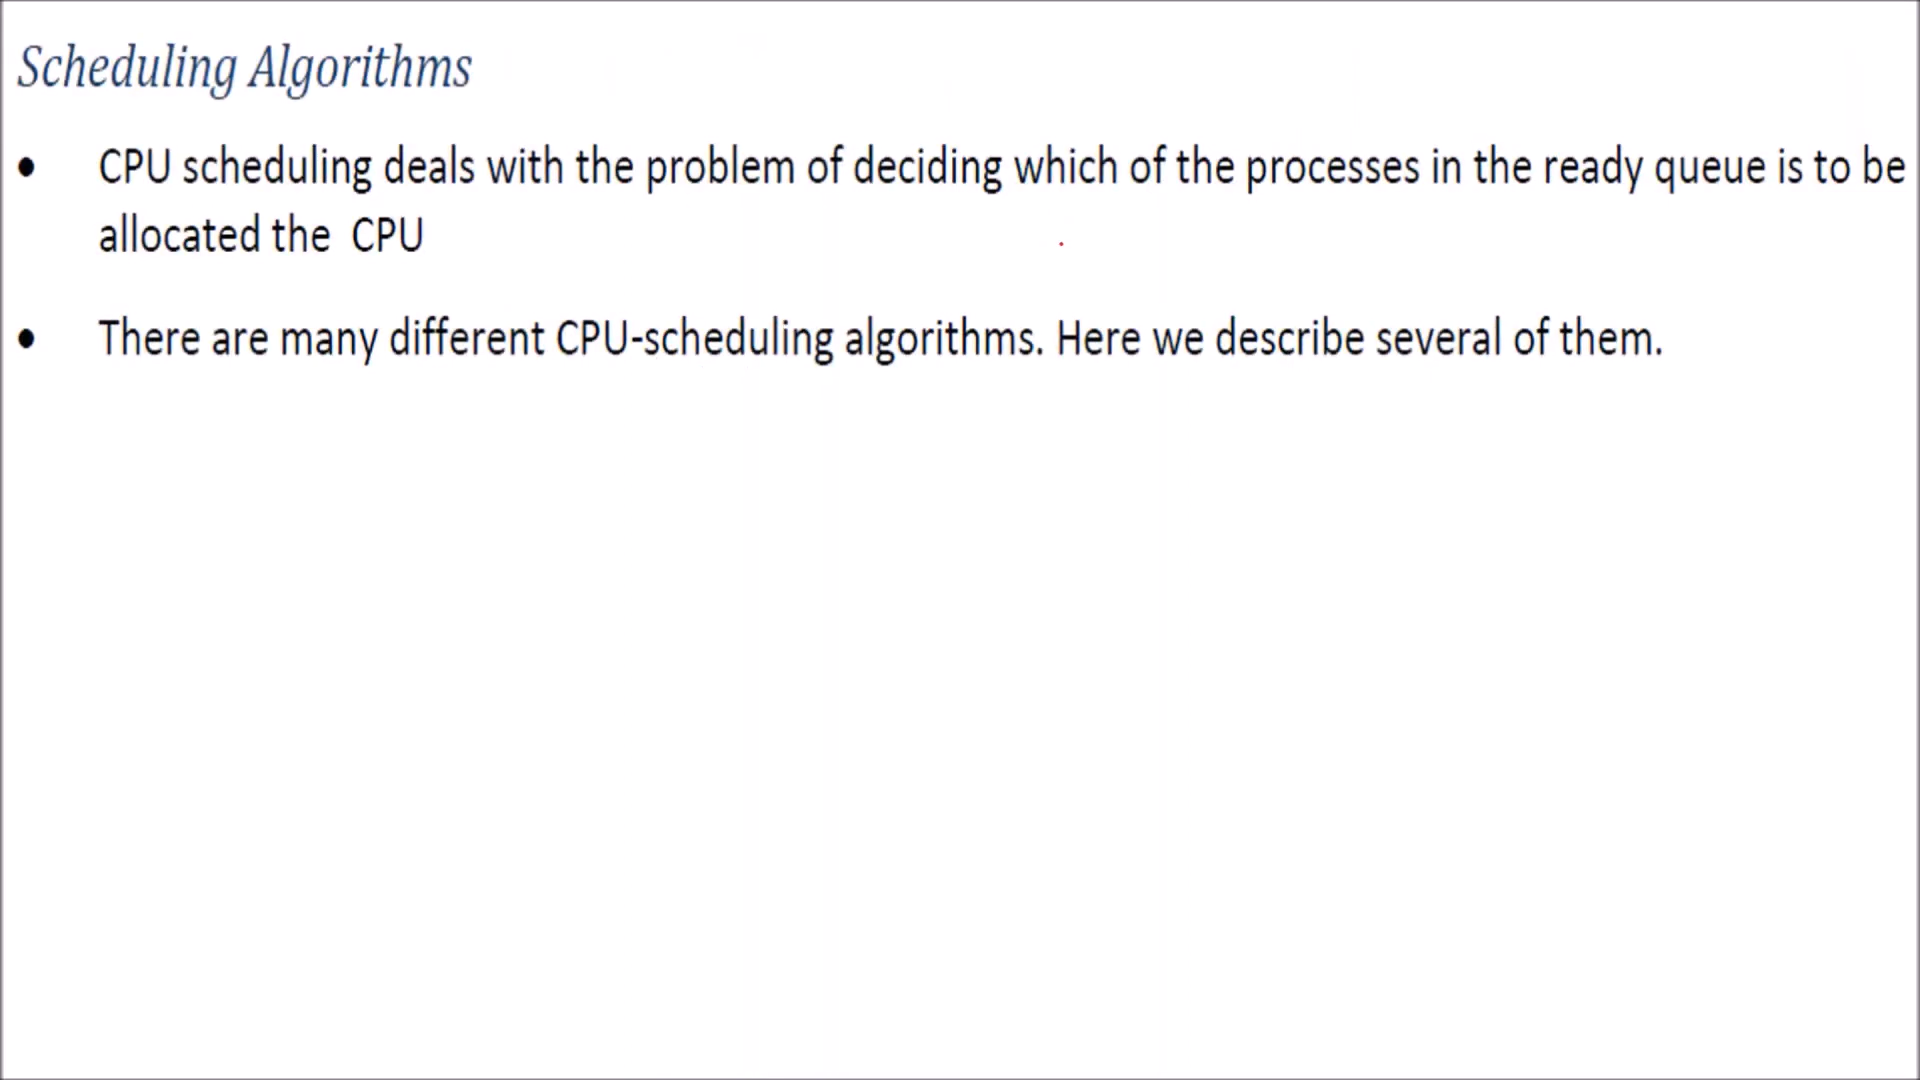 Scheduling Algorithms
• CPU scheduling deals with the problem of deciding which of the processes in the ready queue is to be
allocated the CPU
• There are many different CPU-scheduling algorithms. Here we describe several of them.